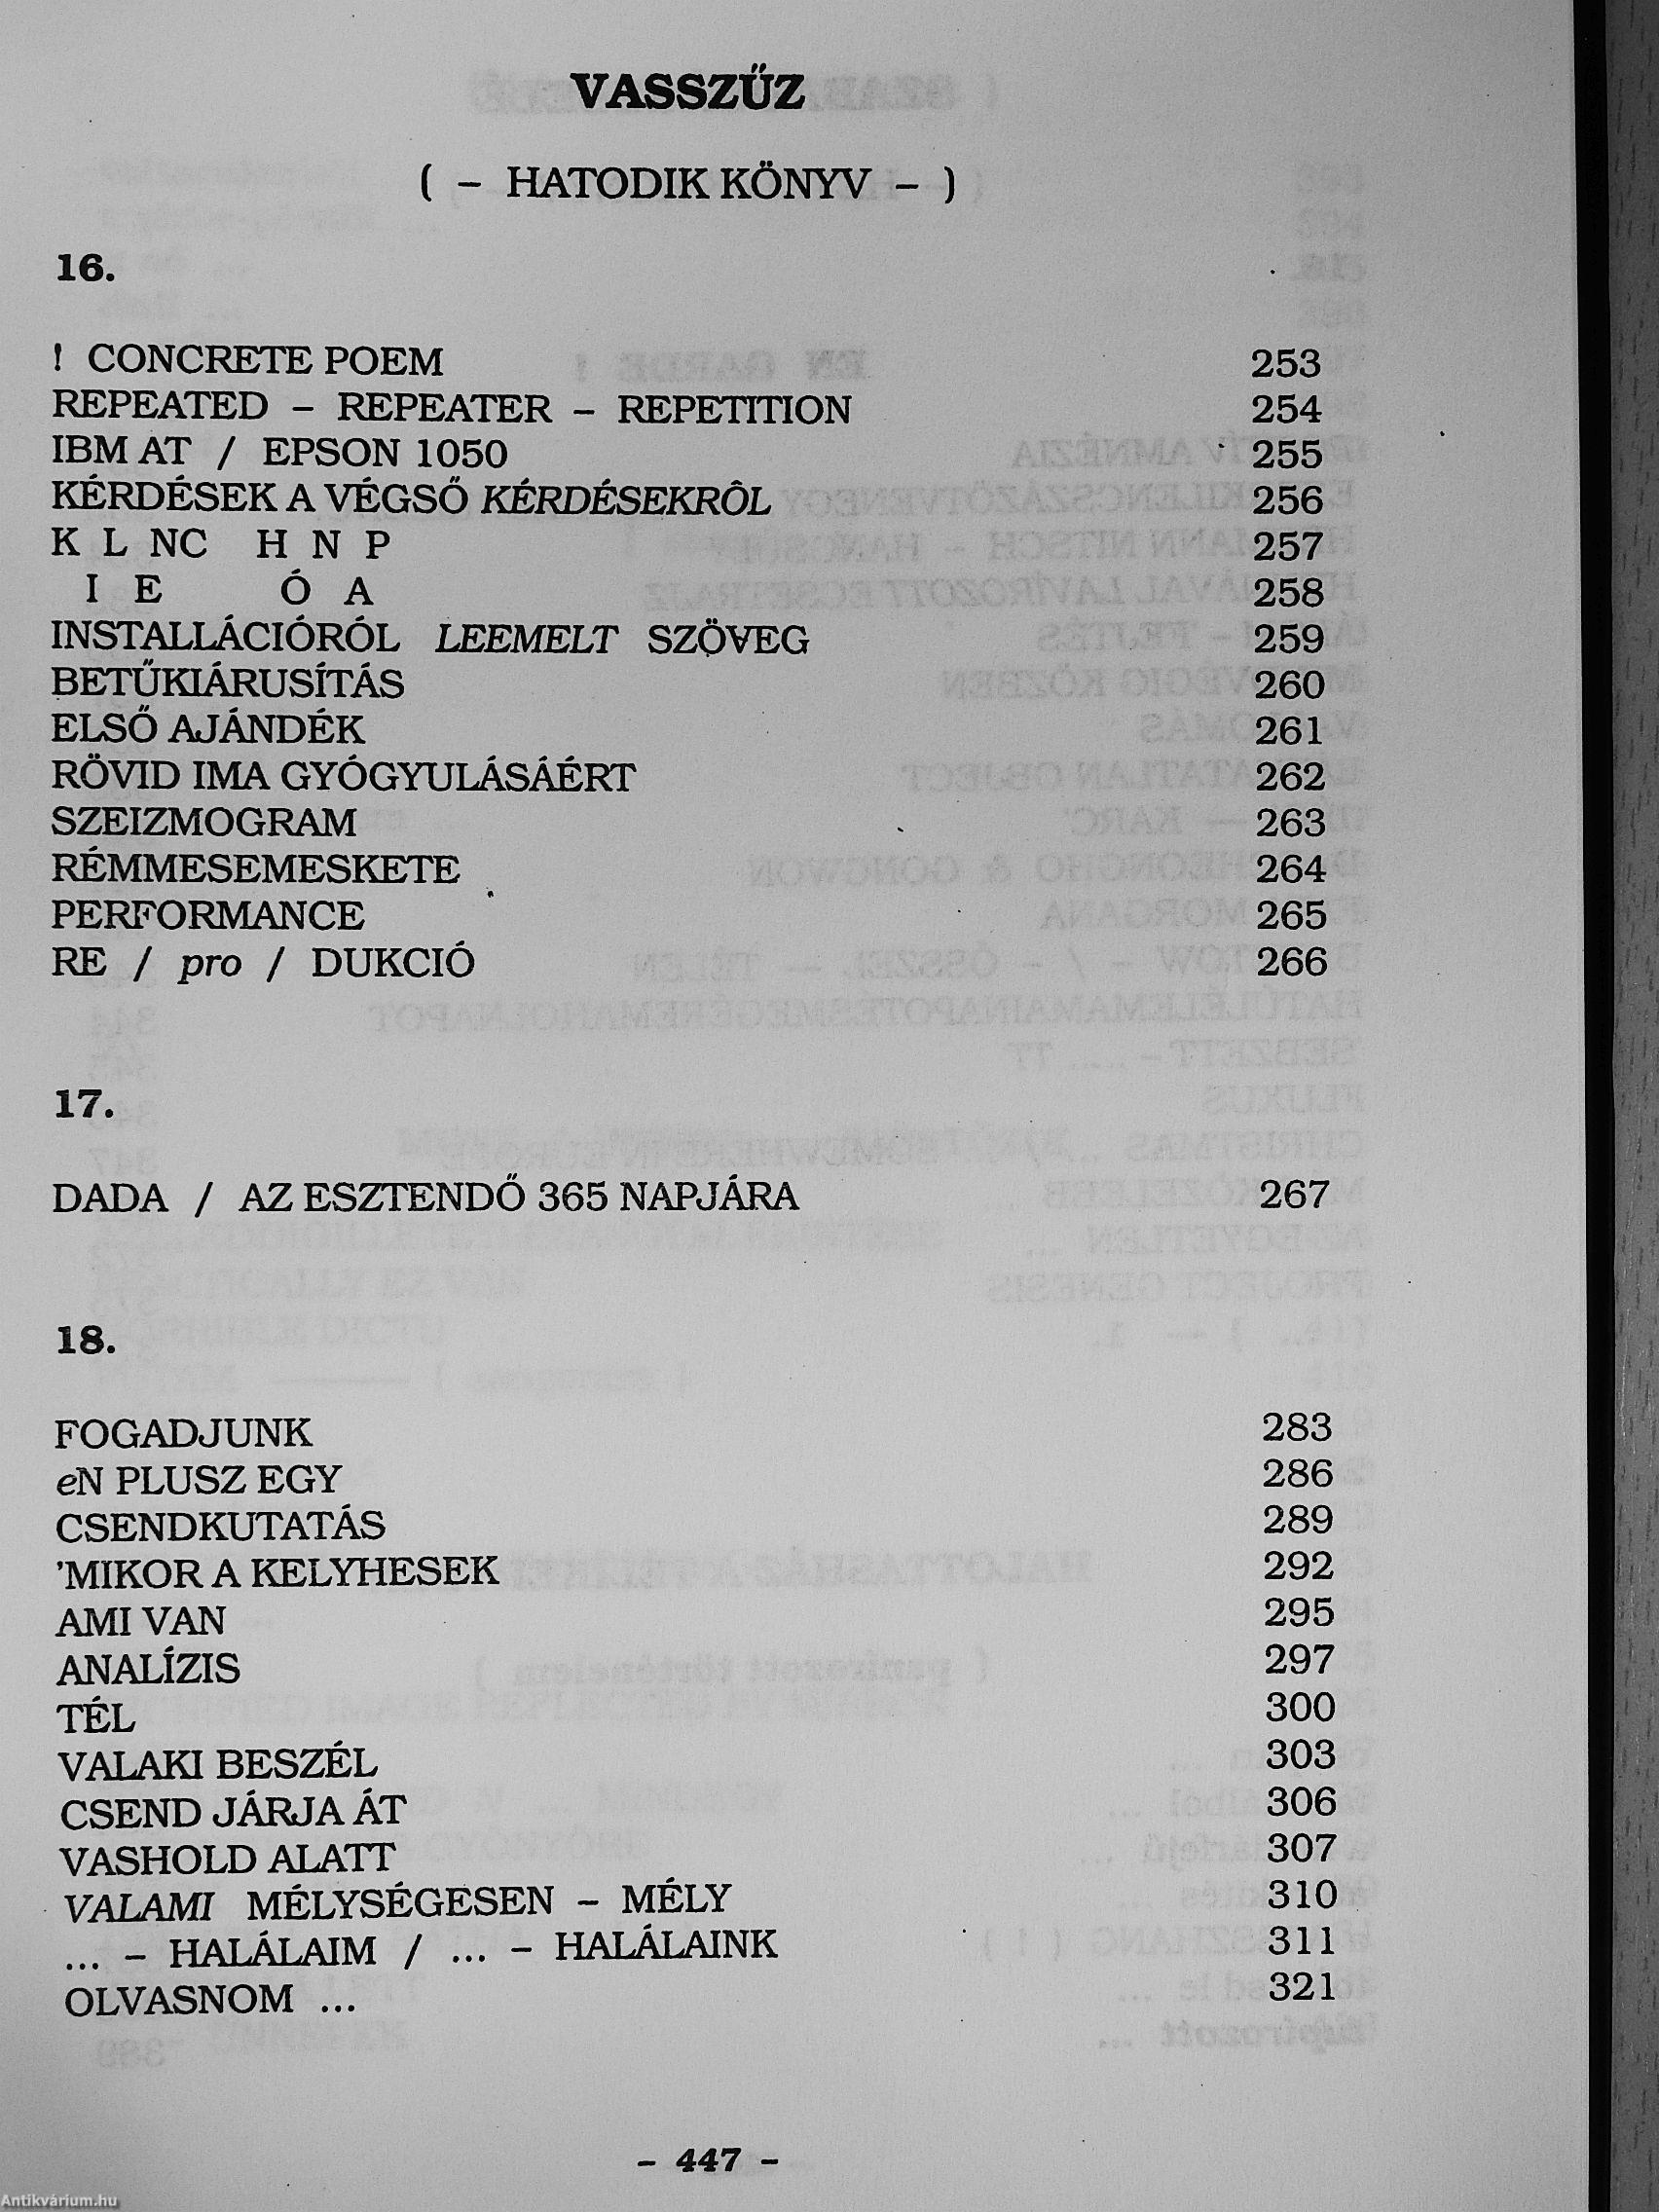 VASSZŰZ
( – HATODIK KÖNYV – )
16.
! CONCRETE POEM 253
REPEATED – REPEATER – REPETITION 254
IBM AT / EPSON 1050 255
KÉRDÉSEK A VÉGSŐ KÉRDÉSEKRÔL 256
K L NC H N P 257
I E Ó A 258
INSTALLÁCIÓRÓL LEEMELT SZÖVEG 259
BETŰKIÁRUSÍTÁS 260
ELSŐ AJÁNDÉK 261
RÖVID IMA GYÓGYULÁSÁÉRT 262
SZEIZMOGRAM 263
RÉMMESEMESKETE 264
PERFORMANCE 265
RE / pro / DUKCIÓ 266
17.
DADA / AZ ESZTENDŐ 365 NAPJÁRA 267
18.
FOGADJUNK 283
eN PLUSZ EGY 286
CSENDKUTATÁS 289
’MIKOR A KELYHESEK 292
AMI VAN 295
ANALÍZIS 297
TÉL 300
VALAKI BESZÉL 303
CSEND JÁRJA ÁT 306
VASHOLD ALATT 307
VALAMI MÉLYSÉGESEN – MÉLY 310
... – HALÁLAIM / ... – HALÁLAINK 311
OLVASNOM ... 321
– 447 –
Antikvárium.hu